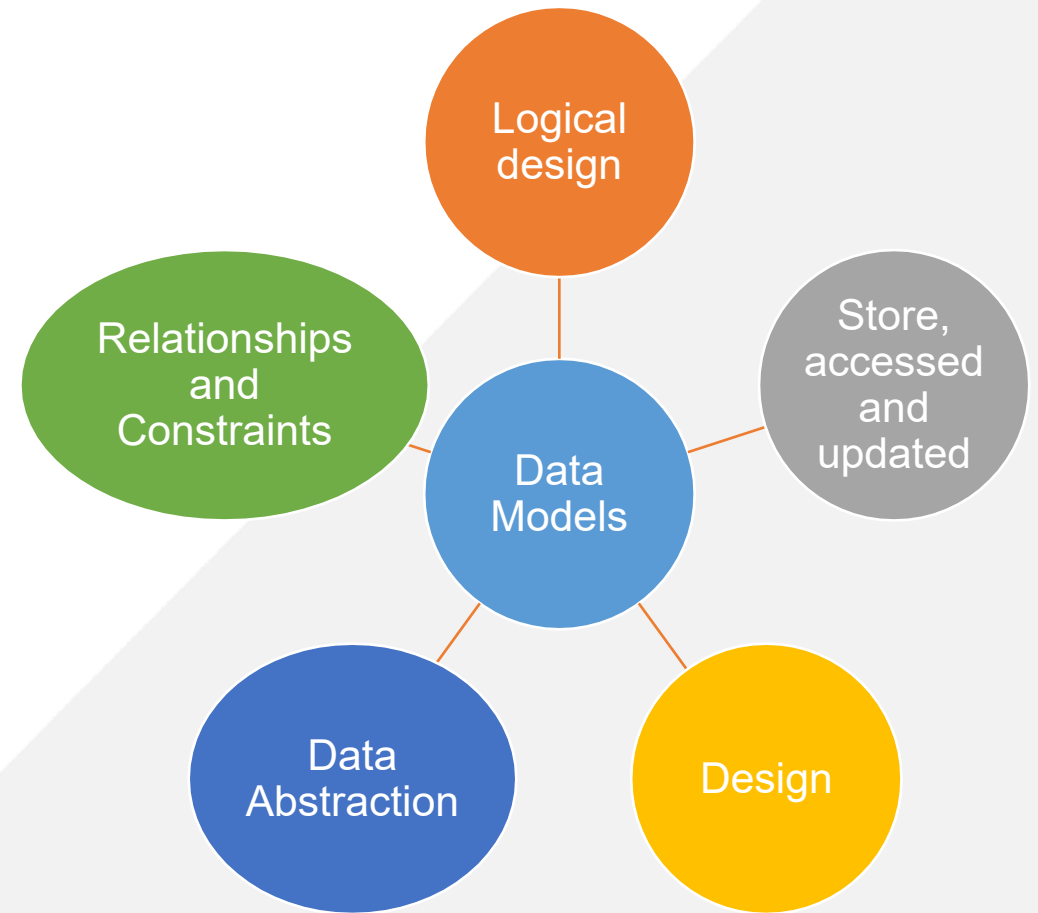 Logical
design
Relationships
and
Constraints
Store,
accessed
and
updated
Data
Models
Data
Abstraction
Design